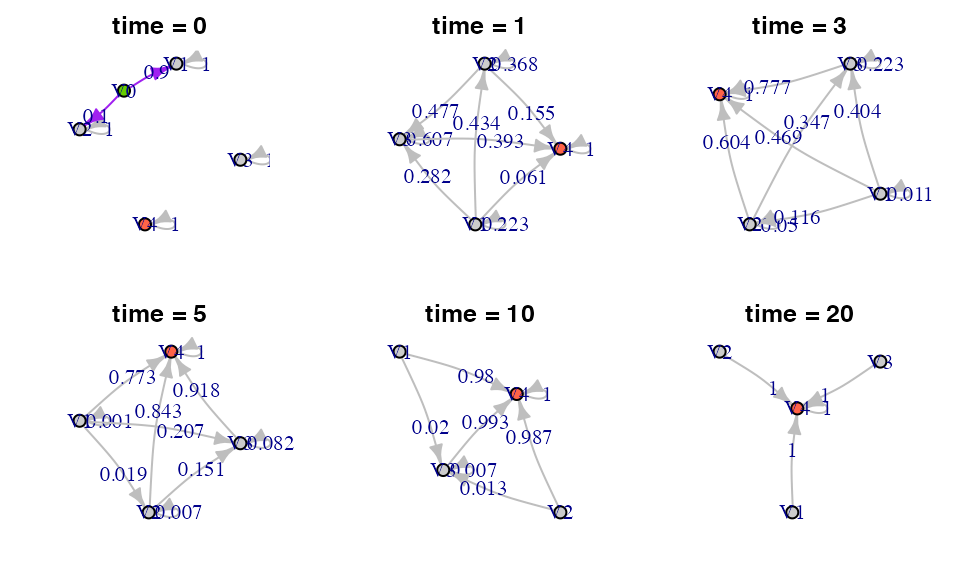 time = 0
V1 1
0.9
V0
0.1
V2 1
V3 1
V4 1
time = 1
V2 0.368
0.477
0.155
0.434
V3 0.607
0.393
V4 1
0.282
0.061
V1 0.223
time = 3
V3 0.223
0.777
V4 1
0.404
0.347
0.604
0.469
V1 0.011
0.116
V2 0.05
time = 5
V4 1
0.773
0.918
0.843
V1 0.001
0.207
V3 0.082
0.151
0.019
V2 0.007
time = 10
V1
0.98
V4 1
0.993
0.02
0.987
V3 0.007
0.013
V2
time = 20
V2
V3
1
1
V4 1
1
V1